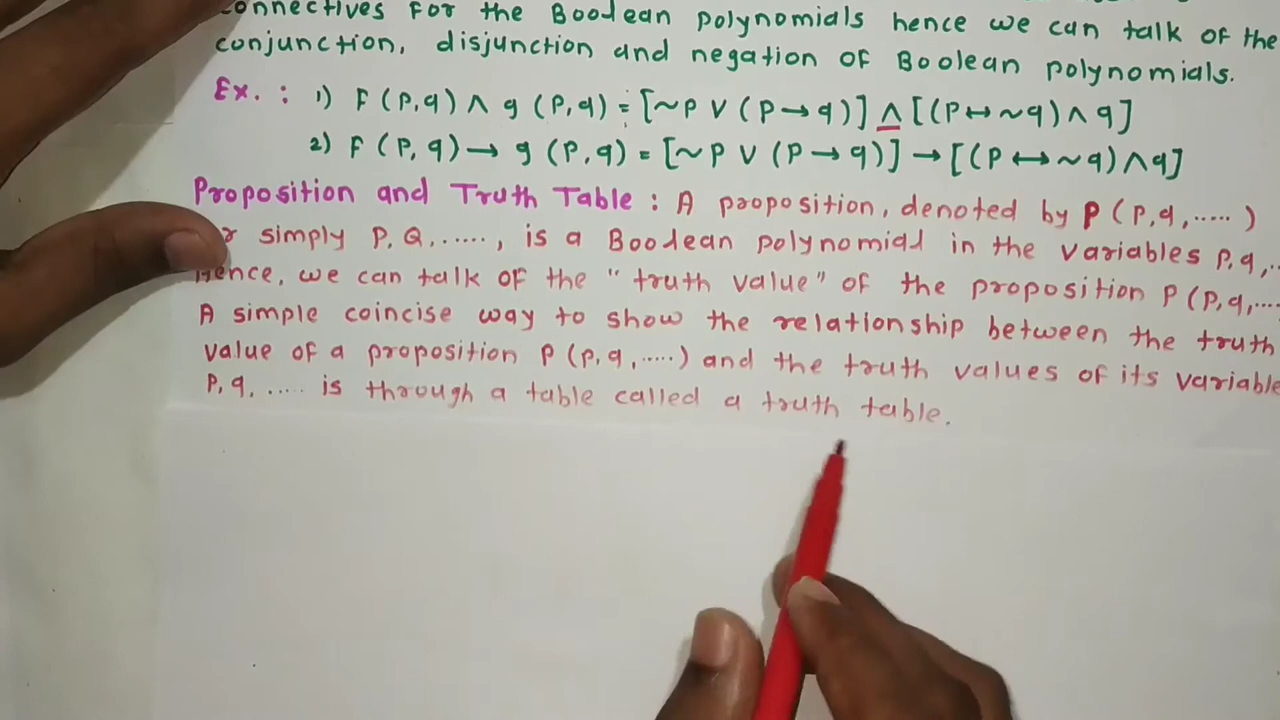 connectives for the Boolean polynomials hence we can talk of the
conjunction, disjunction and negation of Boolean polynomials.
Ex. : 1) F (P,q) ∧ g (P,q) = [~P ∨ (P → q)] ∧ [(P ↔ ~q) ∧ q]
2) F (P, q) → g (P, q) = [~P ∨ (P → q)] → [(P ↔ ~q) ∧ q]
Proposition and Truth Table : A proposition, denoted by P (P,q, .....)
simply P, Q, ....., is a Boolean polynomial in the variables P, q, ..
Hence, we can talk of the "truth value" of the proposition P (P,q, ....
A simple coincise way to show the relationship between the truth
value of a proposition P (P,q, .....) and the truth values of its variable
P, q, ..... is through a table called a truth table.